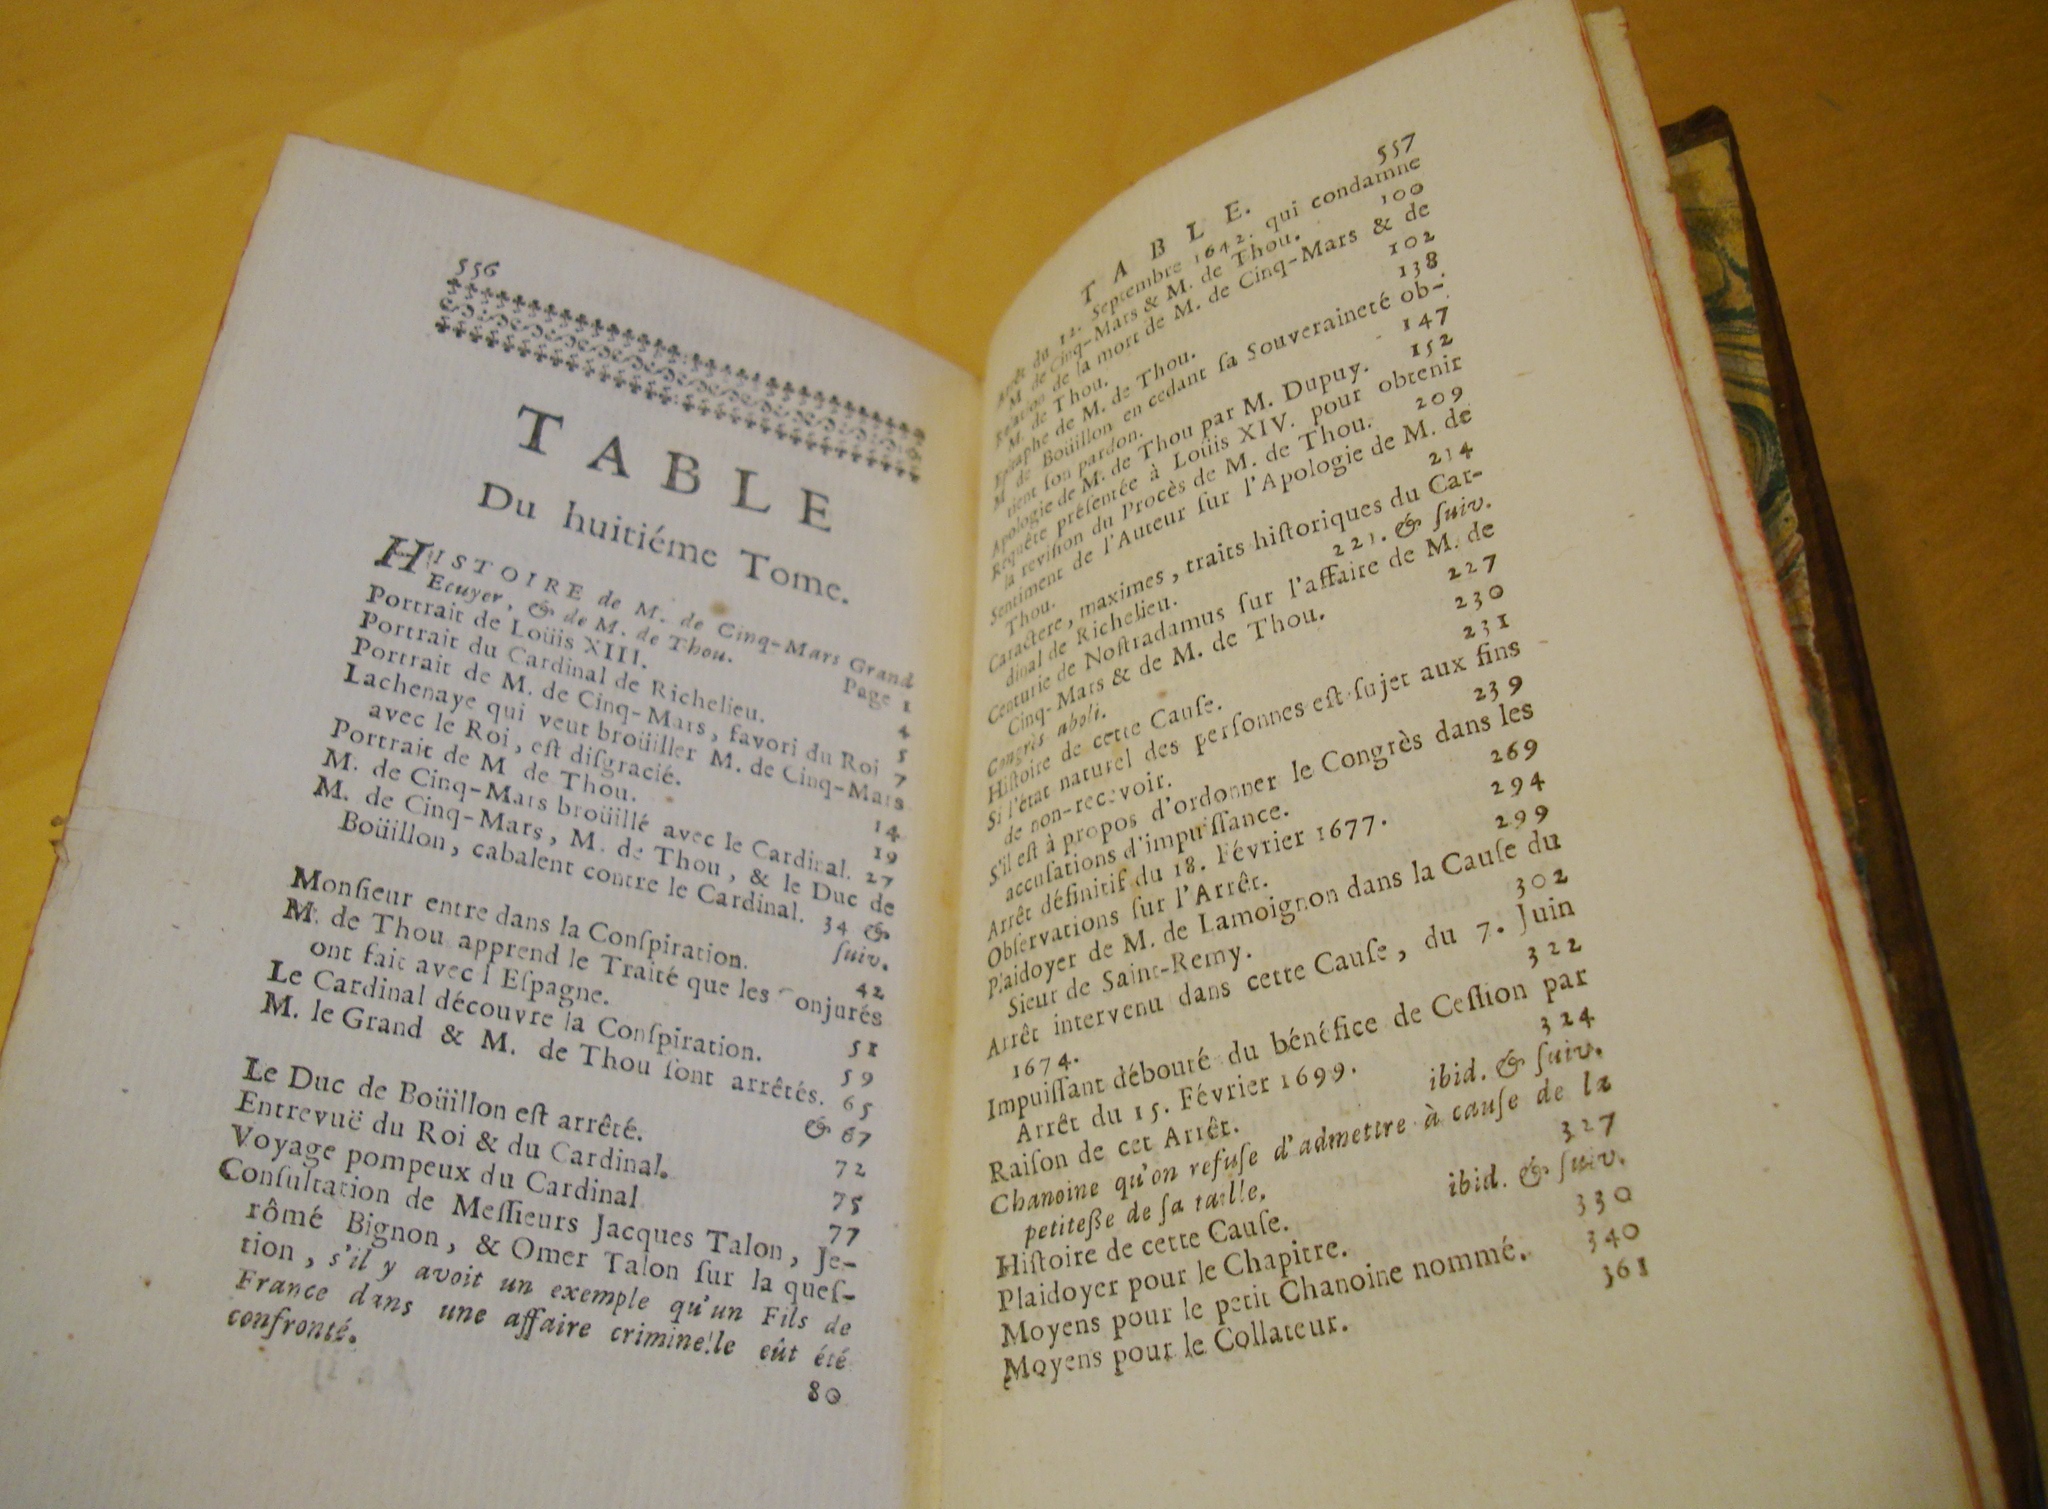 556
TABLE
Du huitiéme Tome.
HISTOIRE de M. de Cinq-Mars Grand
Ecuyer, & de M. de Thou. Page 1
Portrait de Loüis XIII. 4
Portrait du Cardinal de Richelieu. 5
Portrait de M. de Cinq-Mars, favori du Roi 7
Lachenaye qui veut broüiller M. de Cinq-Mars
avec le Roi, eſt diſgracié. 14
Portrait de M de Thou. 19
M. de Cinq-Mars broüillé avec le Cardinal. 27
M. de Cinq-Mars, M. de Thou, & le Duc de
Boüillon, cabalent contre le Cardinal. 34 &
ſuiv.
Monſieur entre dans la Conſpiration. 42
M. de Thou apprend le Traité que les onjurés
ont fait avec l Eſpagne. 51
Le Cardinal découvre la Conſpiration. 59
M. le Grand & M. de Thou ſont arrêtés. 65
& 67
Le Duc de Boüillon eſt arrêté. 72
Entrevuë du Roi & du Cardinal. 75
Voyage pompeux du Cardinal 77
Conſultation de Meſſieurs Jacques Talon, Je-
rômé Bignon, & Omer Talon ſur la queſ-
tion, s'il y avoit un exemple qu'un Fils de
France dans une affaire criminelle eût été
confronté. 80
557
TABLE.
Arrêt du 12. Septembre 1642. qui condamne
M. de Cinq-Mars & M. de Thou. 100
Relation de la mort de M. de Cinq-Mars & de
M. de Thou. 102
Epitaphe de M. de Thou. 138
M de Boüillon en cedant ſa Souveraineté ob-
tient ſon pardon. 147
Apologie de M. de Thou par M. Dupuy. 152
Requête préſentée à Loüis XIV. pour obtenir
la reviſion du Procès de M. de Thou. 209
Sentiment de l'Auteur ſur l'Apologie de M. de
Thou. 214
Caractere, maximes, traits hiſtoriques du Car-
dinal de Richelieu. 221. & ſuiv.
Centurie de Noſtradamus ſur l'affaire de M. de
Cinq-Mars & de M. de Thou. 227
Congrès aboli. 230
Hiſtoire de cette Cauſe. 231
Si l'état naturel des perſonnes eſt ſujet aux fins
de non-recevoir. 239
S'il eſt à propos d'ordonner le Congrès dans les
accuſations d'impuiſſance. 269
Arrêt définitif du 18. Février 1677. 294
Obſervations ſur l'Arrêt. 299
Plaidoyer de M. de Lamoignon dans la Cauſe du
Sieur de Saint-Remy. 302
Arrêt intervenu dans cette Cauſe, du 7. Juin
1674. 322
Impuiſſant débouté du bénéfice de Ceſſion par
Arrêt du 15. Février 1699. 324
Raiſon de cet Arrêt. ibid. & ſuiv.
Chanoine qu'on refuſe d'admettre à cauſe de la
petiteſſe de ſa taille. 327
Hiſtoire de cette Cauſe. ibid. & ſuiv.
Plaidoyer pour le Chapitre. 330
Moyens pour le petit Chanoine nommé. 340
Moyens pour le Collateur. 361